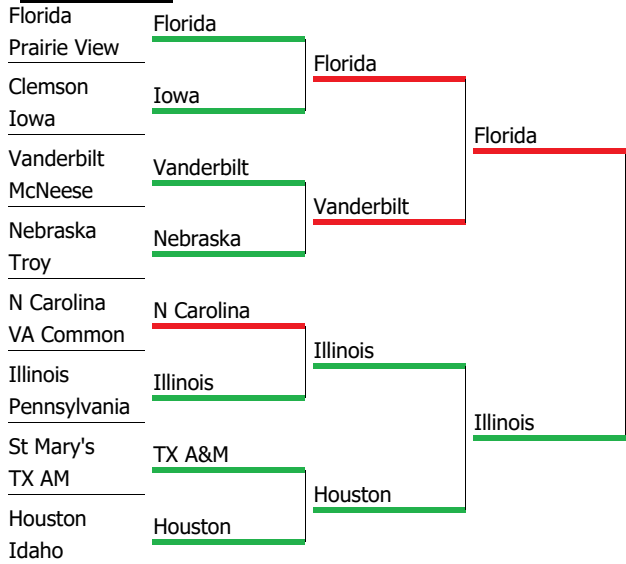 Florida
Prairie View
Clemson
Iowa
Vanderbilt
McNeese
Nebraska
Troy
N Carolina
VA Common
Illinois
Pennsylvania
St Mary's
TX AM
Houston
Idaho
Florida
Iowa
Vanderbilt
Nebraska
N Carolina
Illinois
TX A&M
Houston
Florida
Vanderbilt
Illinois
Houston
Florida
Illinois